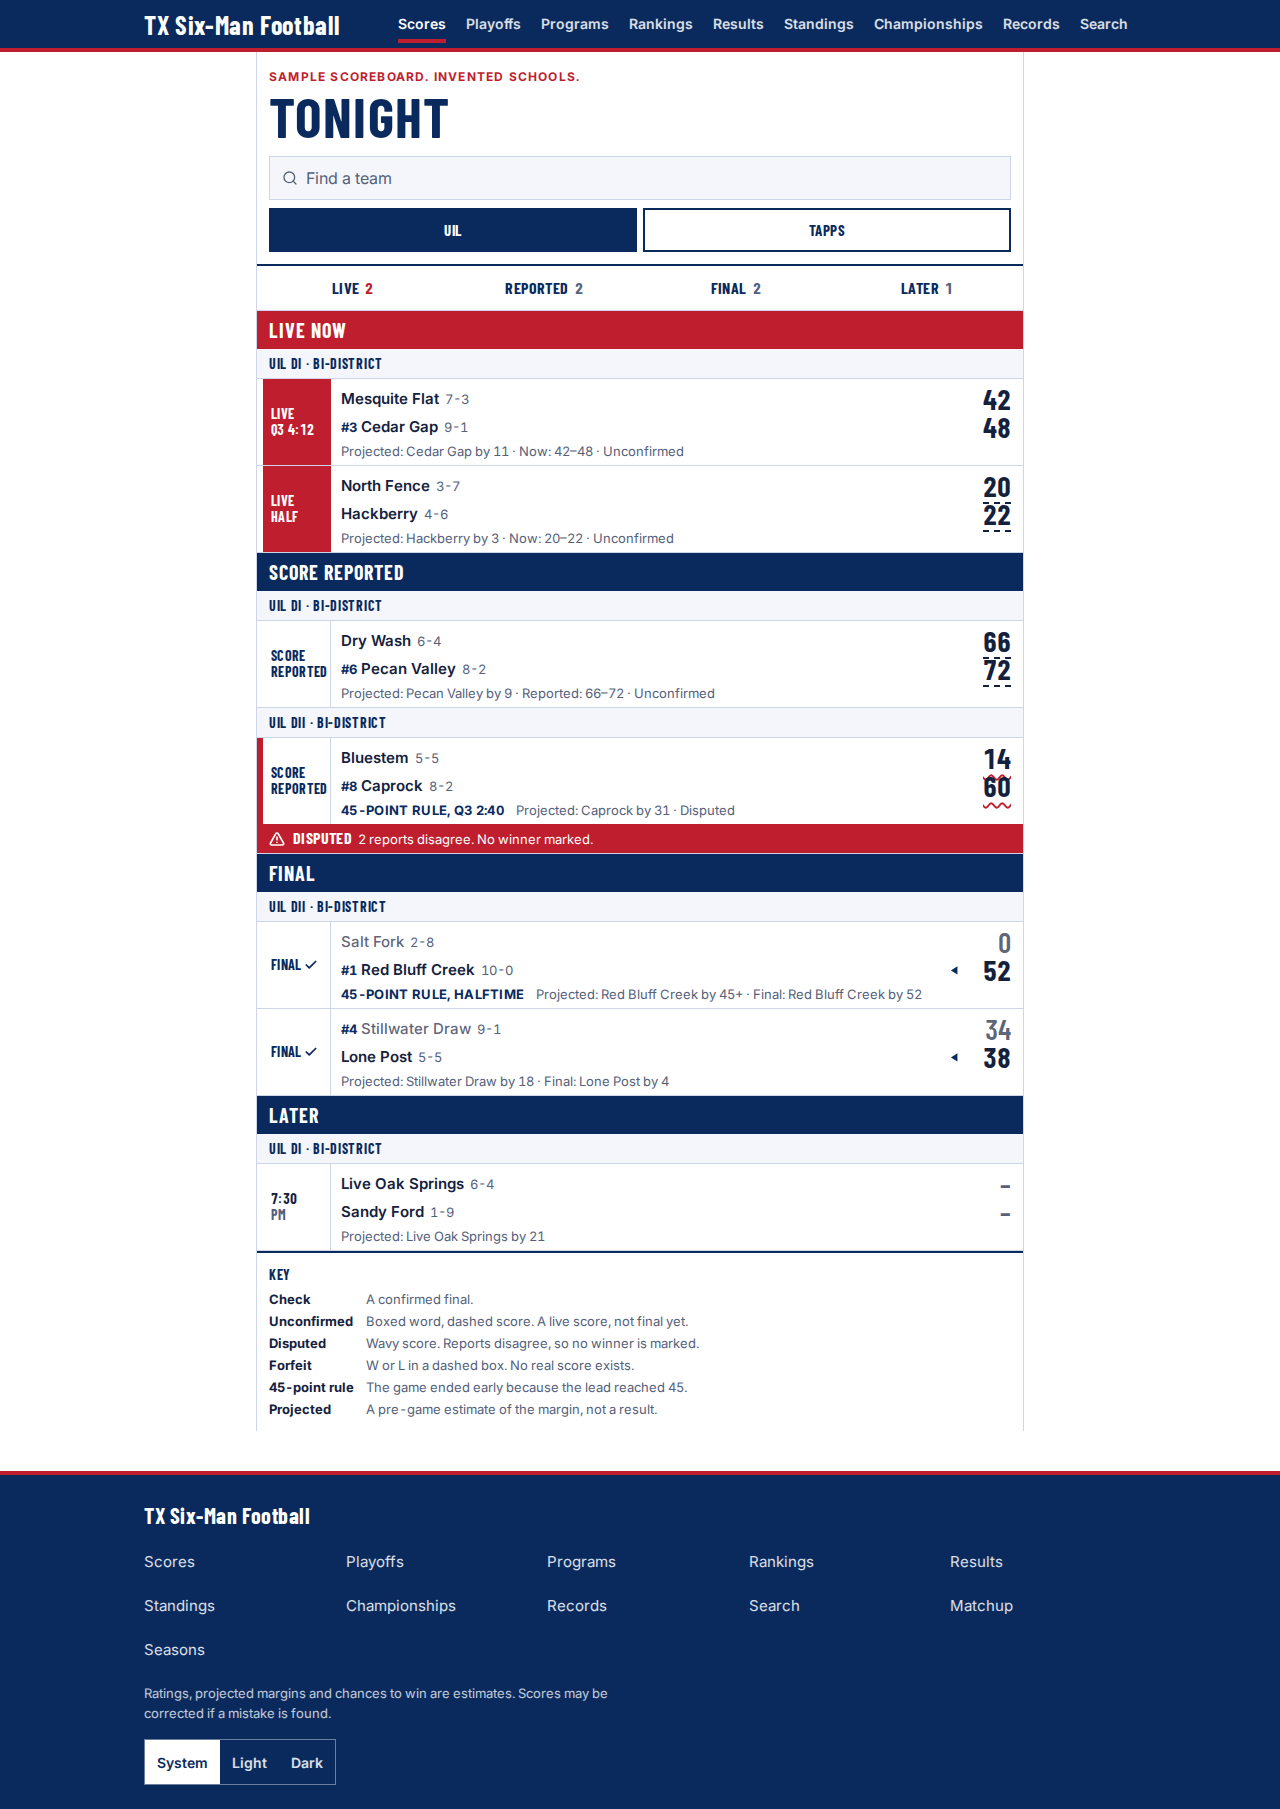 TX Six-Man Football
Scores Playoffs Programs Rankings Results Standings Championships Records Search
SAMPLE SCOREBOARD. INVENTED SCHOOLS.
TONIGHT
Find a team
UIL TAPPS
LIVE 2 REPORTED 2 FINAL 2 LATER 1
LIVE NOW
UIL DI · BI-DISTRICT
LIVE
Q3 4:12
Mesquite Flat 7-3 42
#3 Cedar Gap 9-1 48
Projected: Cedar Gap by 11 · Now: 42–48 · Unconfirmed
LIVE
HALF
North Fence 3-7 20
Hackberry 4-6 22
Projected: Hackberry by 3 · Now: 20–22 · Unconfirmed
SCORE REPORTED
UIL DI · BI-DISTRICT
SCORE
REPORTED
Dry Wash 6-4 66
#6 Pecan Valley 8-2 72
Projected: Pecan Valley by 9 · Reported: 66–72 · Unconfirmed
UIL DII · BI-DISTRICT
SCORE
REPORTED
Bluestem 5-5 14
#8 Caprock 8-2 60
45-POINT RULE, Q3 2:40 Projected: Caprock by 31 · Disputed
DISPUTED 2 reports disagree. No winner marked.
FINAL
UIL DII · BI-DISTRICT
FINAL
Salt Fork 2-8 0
#1 Red Bluff Creek 10-0 52
45-POINT RULE, HALFTIME Projected: Red Bluff Creek by 45+ · Final: Red Bluff Creek by 52
FINAL
#4 Stillwater Draw 9-1 34
Lone Post 5-5 38
Projected: Stillwater Draw by 18 · Final: Lone Post by 4
LATER
UIL DI · BI-DISTRICT
7:30
PM
Live Oak Springs 6-4 –
Sandy Ford 1-9 –
Projected: Live Oak Springs by 21
KEY
Check A confirmed final.
Unconfirmed Boxed word, dashed score. A live score, not final yet.
Disputed Wavy score. Reports disagree, so no winner is marked.
Forfeit W or L in a dashed box. No real score exists.
45-point rule The game ended early because the lead reached 45.
Projected A pre-game estimate of the margin, not a result.
TX Six-Man Football
Scores Playoffs Programs Rankings Results
Standings Championships Records Search Matchup
Seasons
Ratings, projected margins and chances to win are estimates. Scores may be
corrected if a mistake is found.
System Light Dark